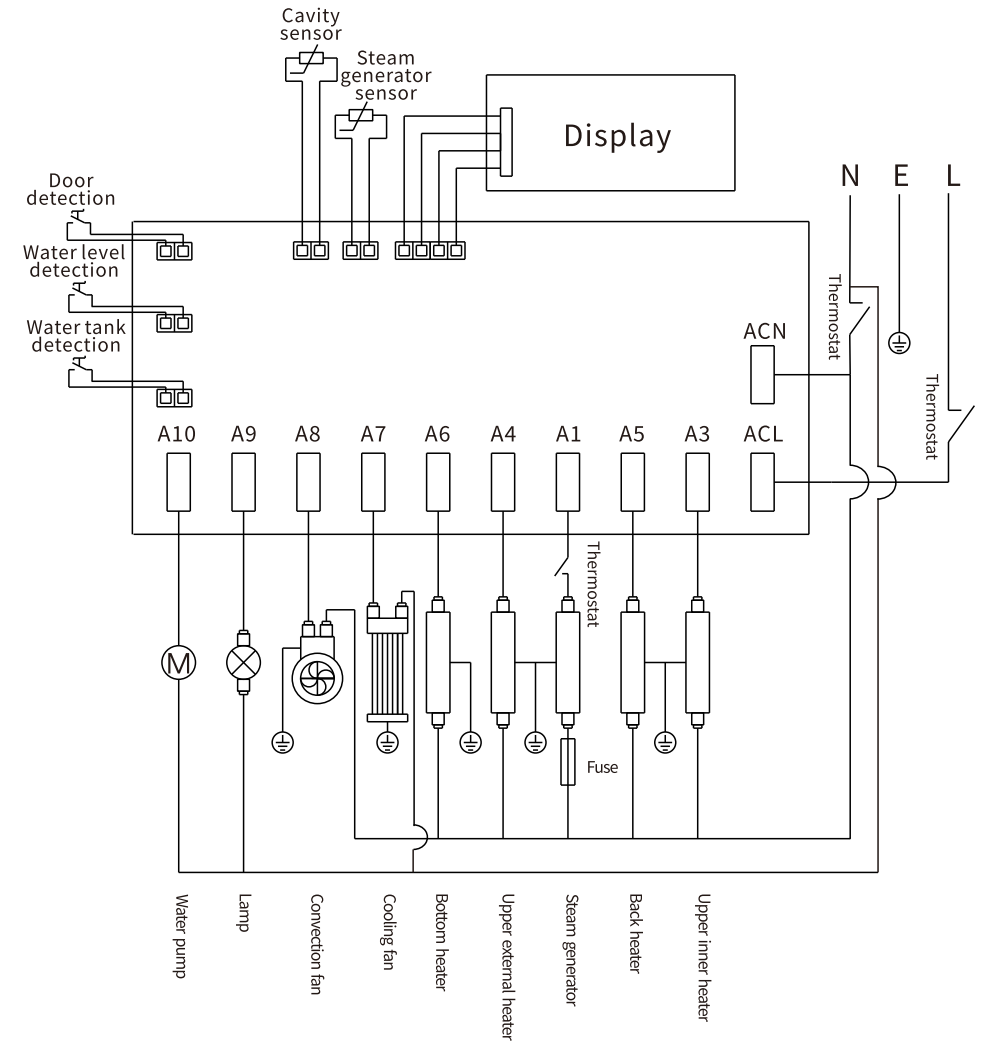 Cavity
sensor
Steam
generator
sensor
Display
N E L
Door
detection
Water level
detection
Water tank
detection
Thermostat
ACN
Thermostat
A10 A9 A8 A7 A6 A4 A1 A5 A3 ACL
Thermostat
M
Fuse
Water pump
Lamp
Convection fan
Cooling fan
Bottom heater
Upper external heater
Steam generator
Back heater
Upper inner heater